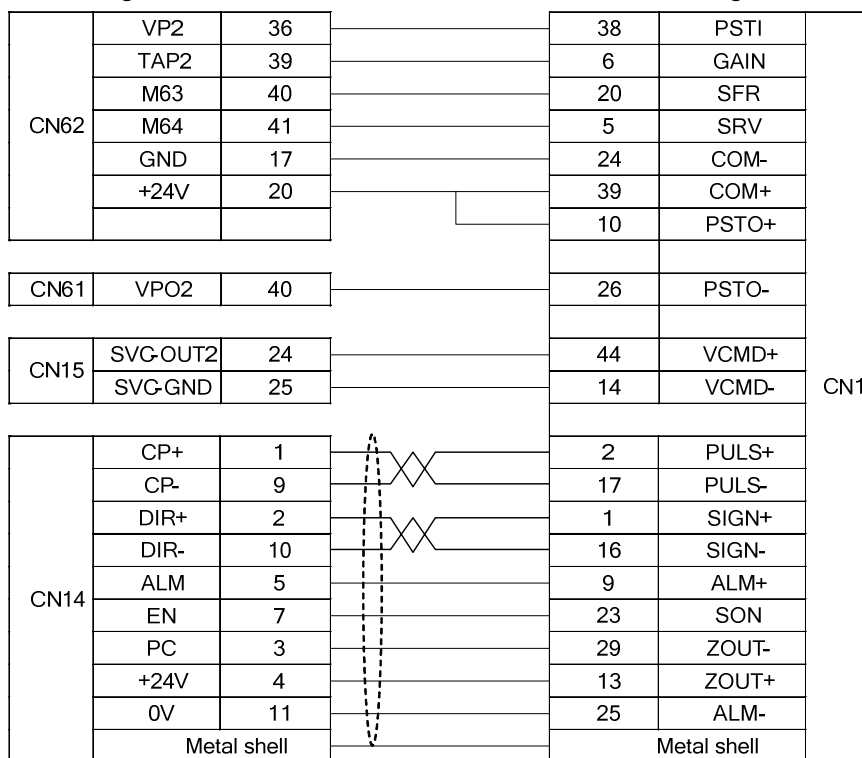 VP2 36 38 PSTI
TAP2 39 6 GAIN
M63 40 20 SFR
CN62 M64 41 5 SRV
GND 17 24 COM-
+24V 20 39 COM+
10 PSTO+
CN61 VPO2 40 26 PSTO-
CN15 SVC-OUT2 24 44 VCMD+
SVC-GND 25 14 VCMD- CN1
CP+ 1 2 PULS+
CP- 9 17 PULS-
DIR+ 2 1 SIGN+
DIR- 10 16 SIGN-
CN14 ALM 5 9 ALM+
EN 7 23 SON
PC 3 29 ZOUT-
+24V 4 13 ZOUT+
0V 11 25 ALM-
Metal shell Metal shell